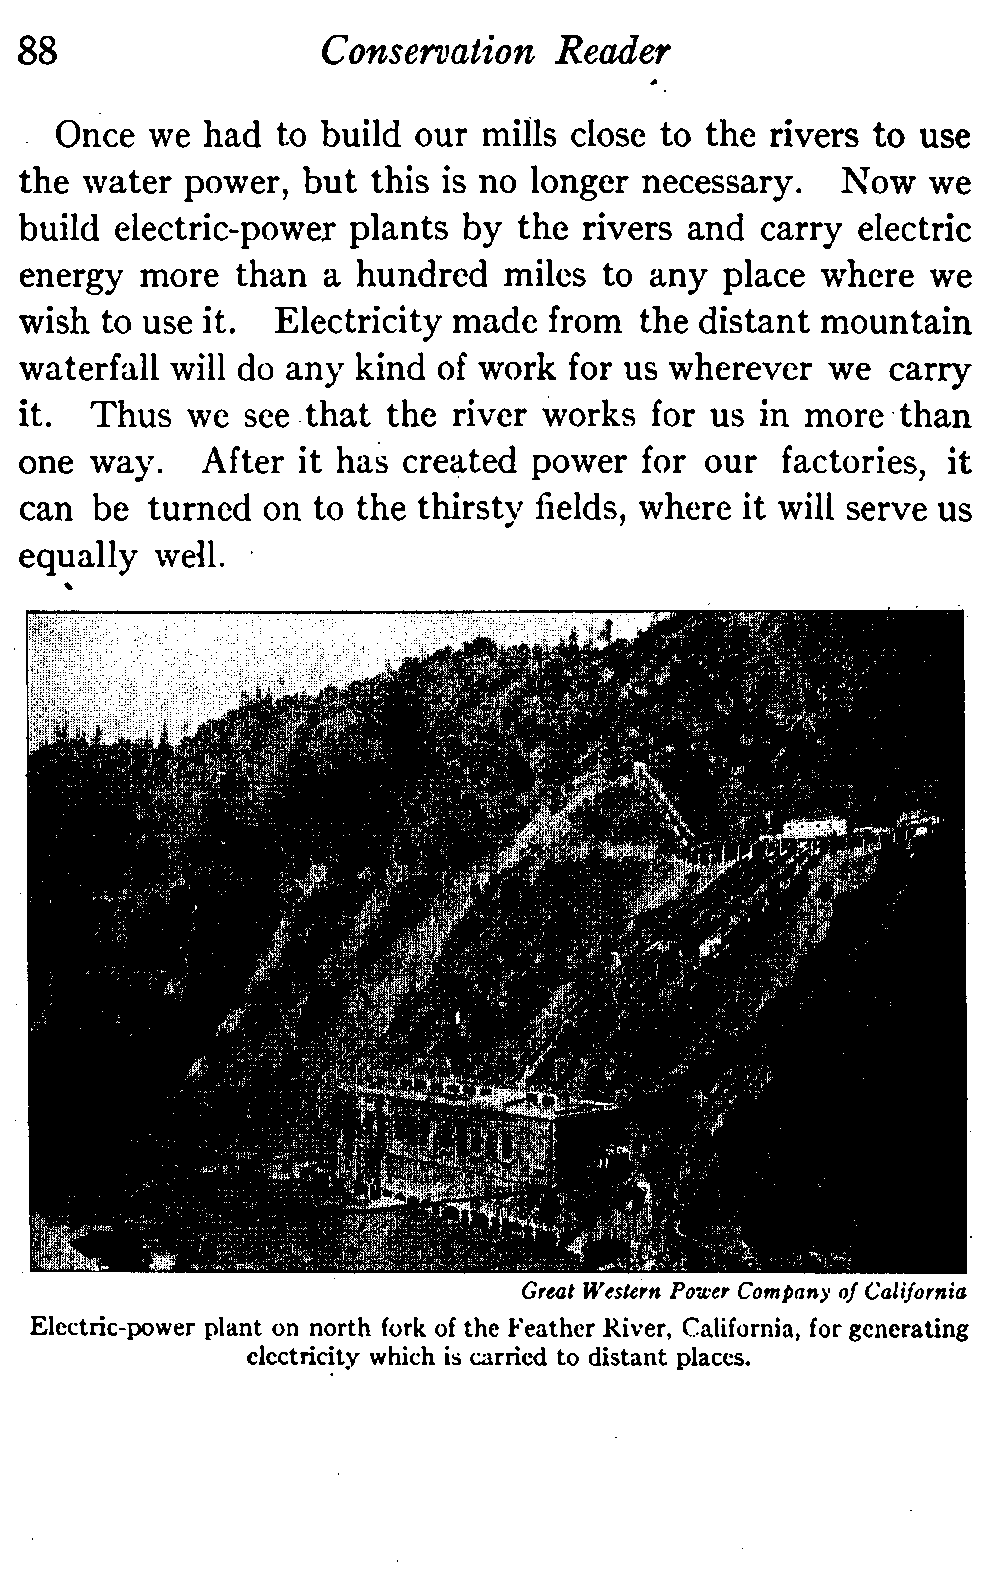 88 Conservation Reader
Once we had to build our mills close to the rivers to use
the water power, but this is no longer necessary. Now we
build electric-power plants by the rivers and carry electric
energy more than a hundred miles to any place where we
wish to use it. Electricity made from the distant mountain
waterfall will do any kind of work for us wherever we carry
it. Thus we see that the river works for us in more than
one way. After it has created power for our factories, it
can be turned on to the thirsty fields, where it will serve us
equally well.
Great Western Power Company of California
Electric-power plant on north fork of the Feather River, California, for generating
electricity which is carried to distant places.